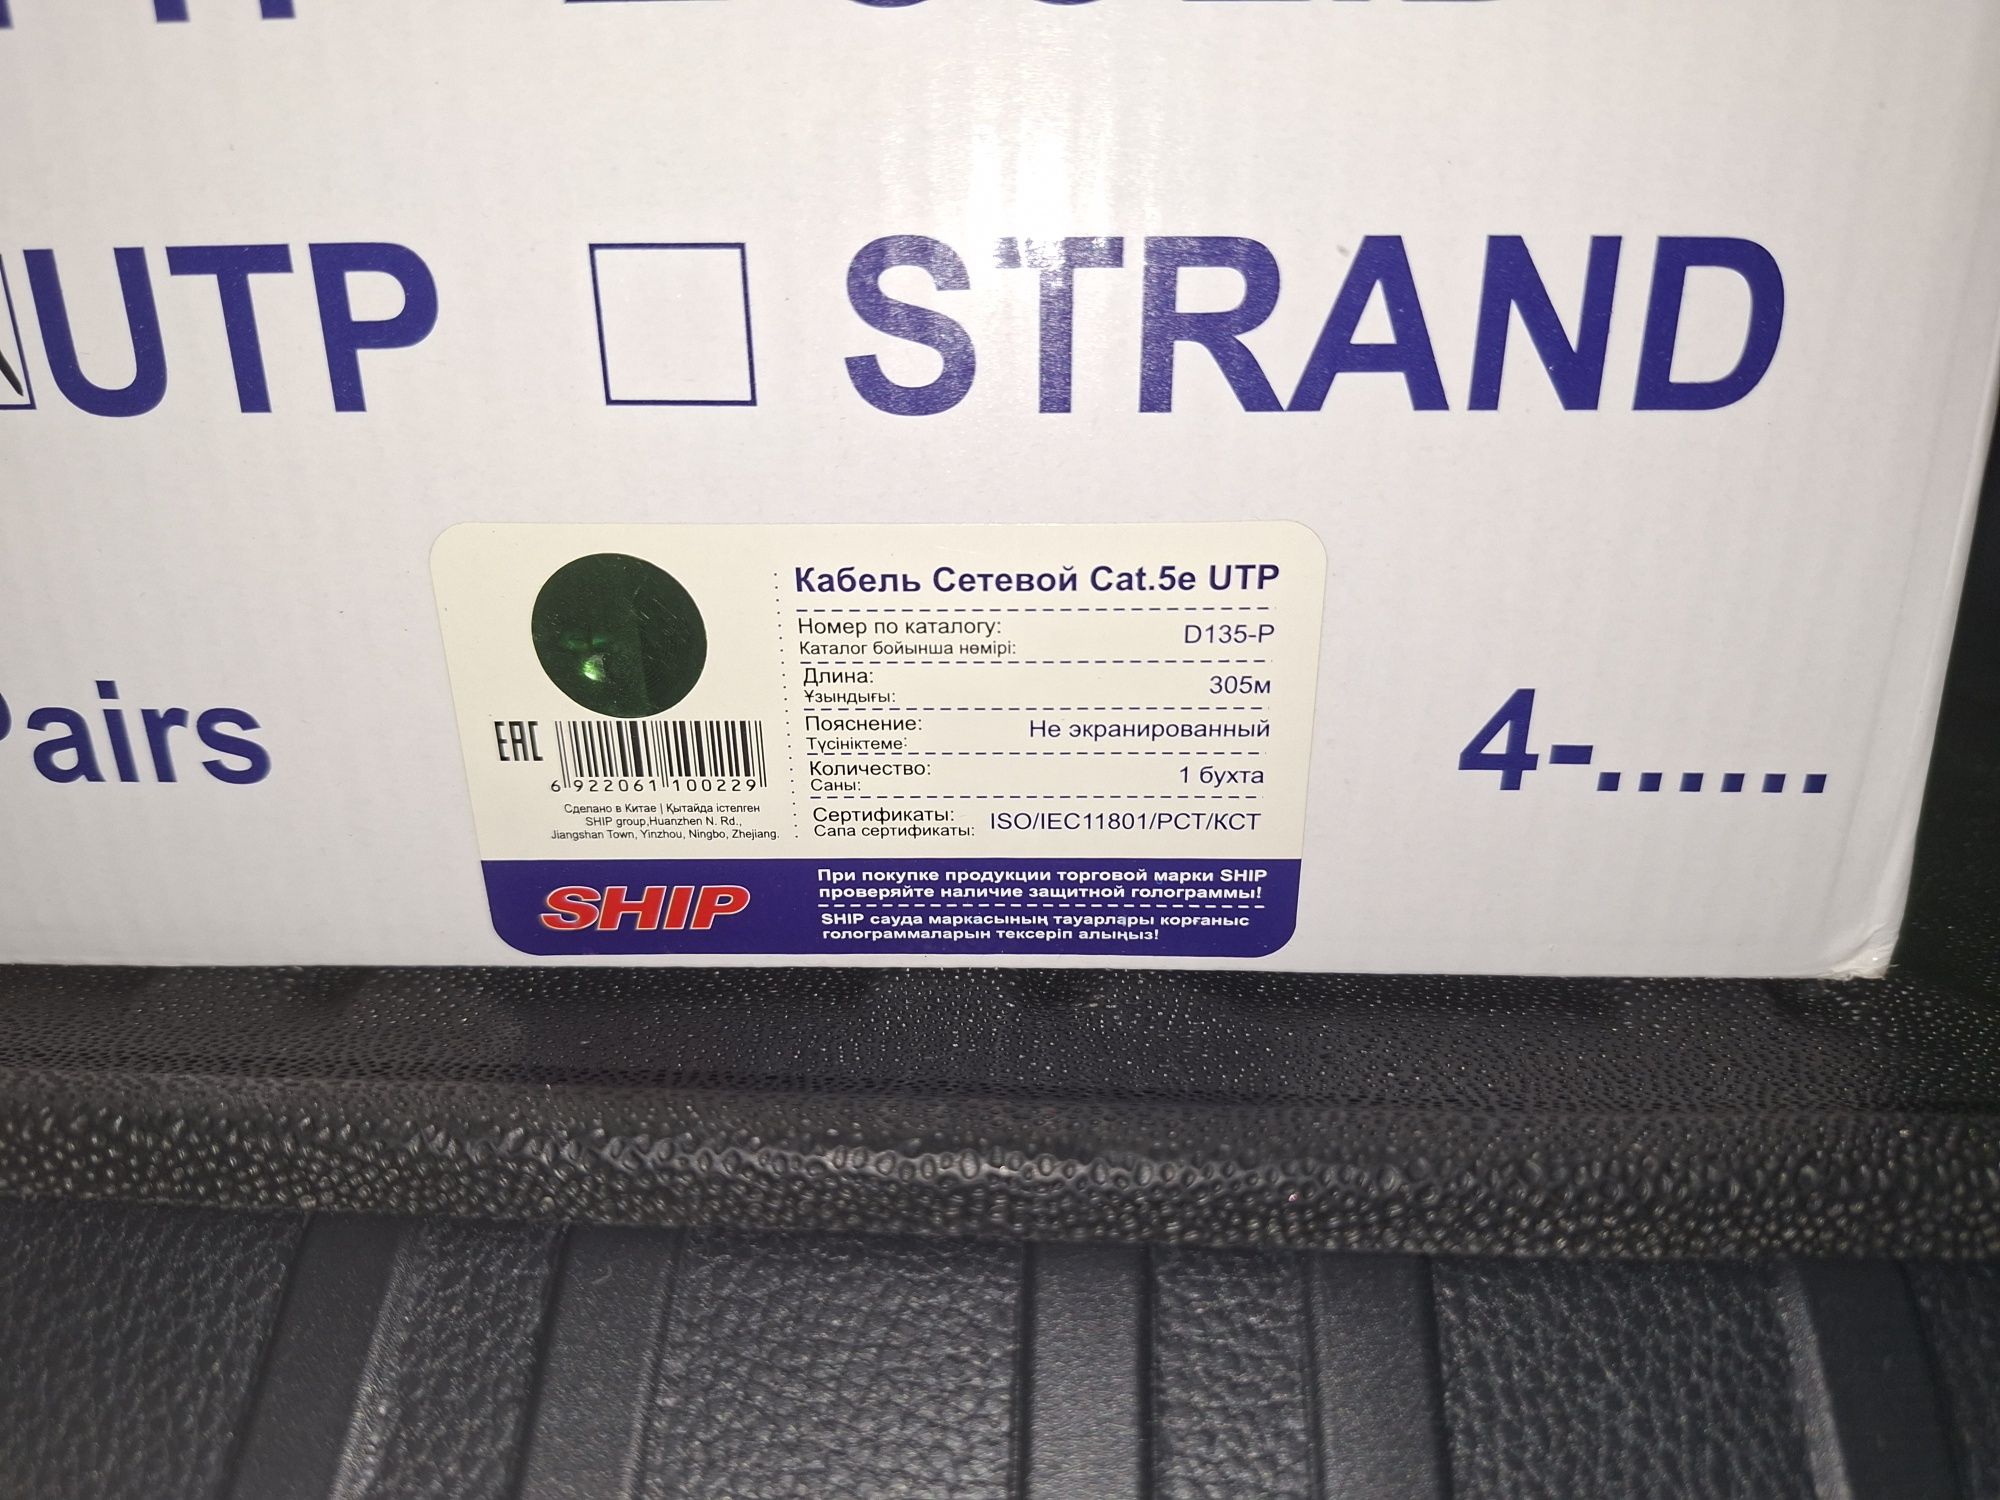 UTP
STRAND
Pairs
4-......
Кабель Сетевой Cat.5e UTP
Номер по каталогу:
Каталог бойынша нөмірі:
D135-P
Длина:
Ұзындығы:
305м
Пояснение:
Түсініктеме:
Не экранированный
Количество:
Саны:
1 бухта
Сертификаты:
Сапа сертификаты:
ISO/IEC11801/РСТ/КСТ
EAC
6 922061 100229
Сделано в Китае | Қытайда істелген
SHIP group,Huanzhen N. Rd.,
Jiangshan Town, Yinzhou, Ningbo, Zhejiang.
SHIP
При покупке продукции торговой марки SHIP
проверяйте наличие защитной голограммы!
SHIP сауда маркасының тауарлары корғаныс
голограммаларын тексеріп алыңыз!